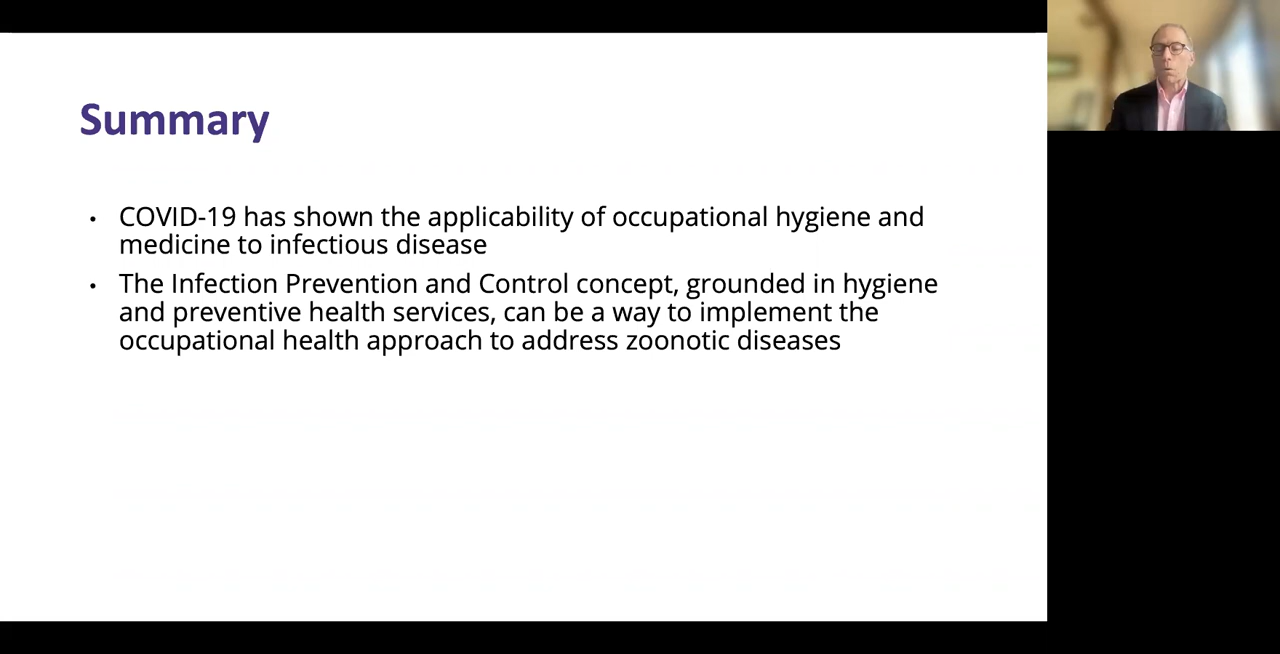 Summary
• COVID-19 has shown the applicability of occupational hygiene and
medicine to infectious disease
• The Infection Prevention and Control concept, grounded in hygiene
and preventive health services, can be a way to implement the
occupational health approach to address zoonotic diseases